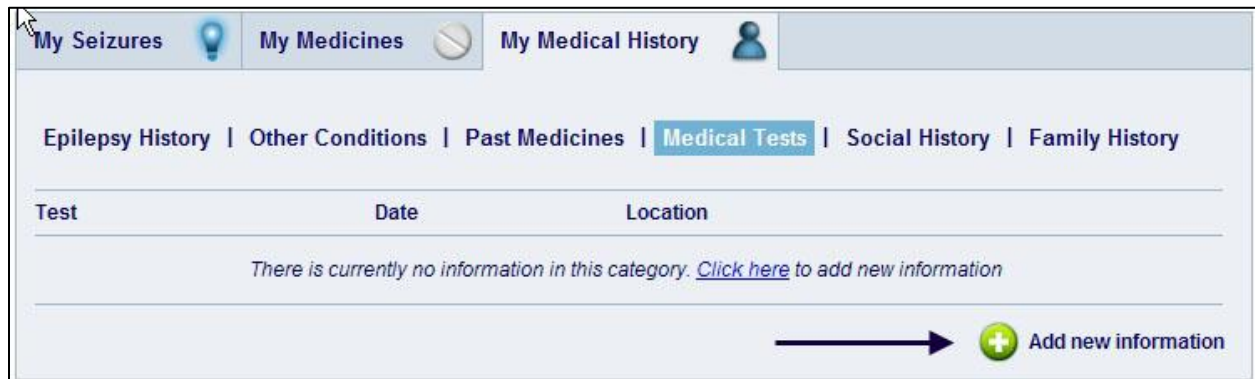 My Seizures My Medicines My Medical History
Epilepsy History | Other Conditions | Past Medicines | Medical Tests | Social History | Family History
Test Date Location
There is currently no information in this category. Click here to add new information
Add new information